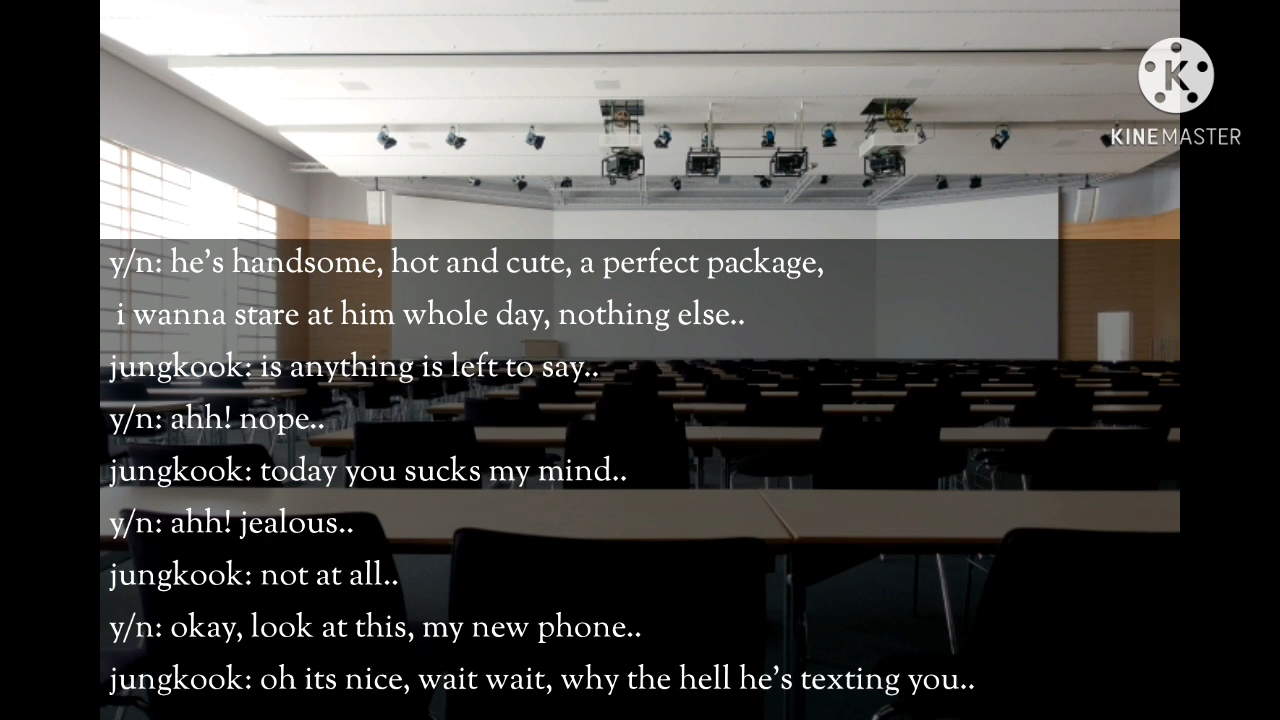 K
KINEMASTER
y/n: he's handsome, hot and cute, a perfect package,
i wanna stare at him whole day, nothing else..
jungkook: is anything is left to say..
y/n: ahh! nope..
jungkook: today you sucks my mind..
y/n: ahh! jealous..
jungkook: not at all..
y/n: okay, look at this, my new phone..
jungkook: oh its nice, wait wait, why the hell he's texting you..